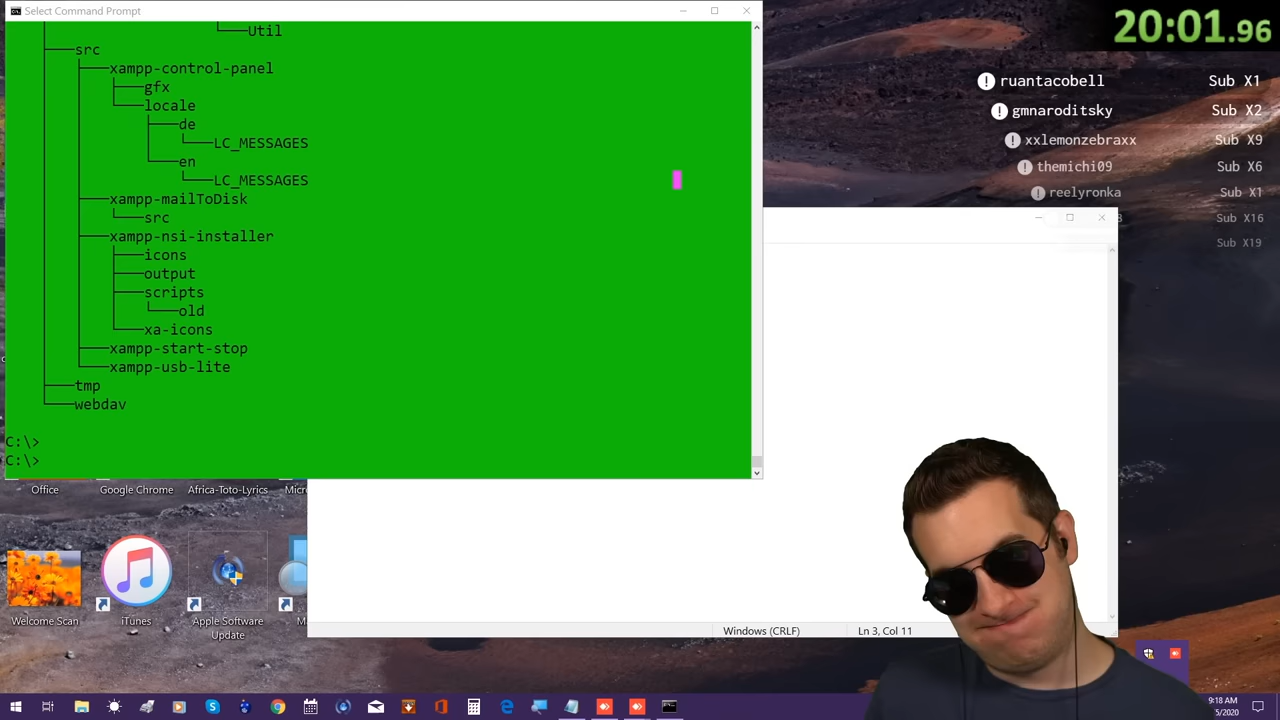 Select Command Prompt
20:01.96
Util
src
xampp-control-panel
gfx
locale
de
LC_MESSAGES
en
LC_MESSAGES
xampp-mailToDisk
src
xampp-nsi-installer
icons
output
scripts
old
xa-icons
xampp-start-stop
xampp-usb-lite
tmp
webdav
C:\>
C:\>
ruantacobell Sub X1
gmnaroditsky Sub X2
xxlemonzebraxx Sub X9
themichi09 Sub X6
reelyronka Sub X1
Sub X16
Sub X19
Office
Google Chrome
Africa-Toto-Lyrics
Welcome Scan
iTunes
Apple Software
Update
Windows (CRLF)
Ln 3, Col 11
9:18 AM
5/2020